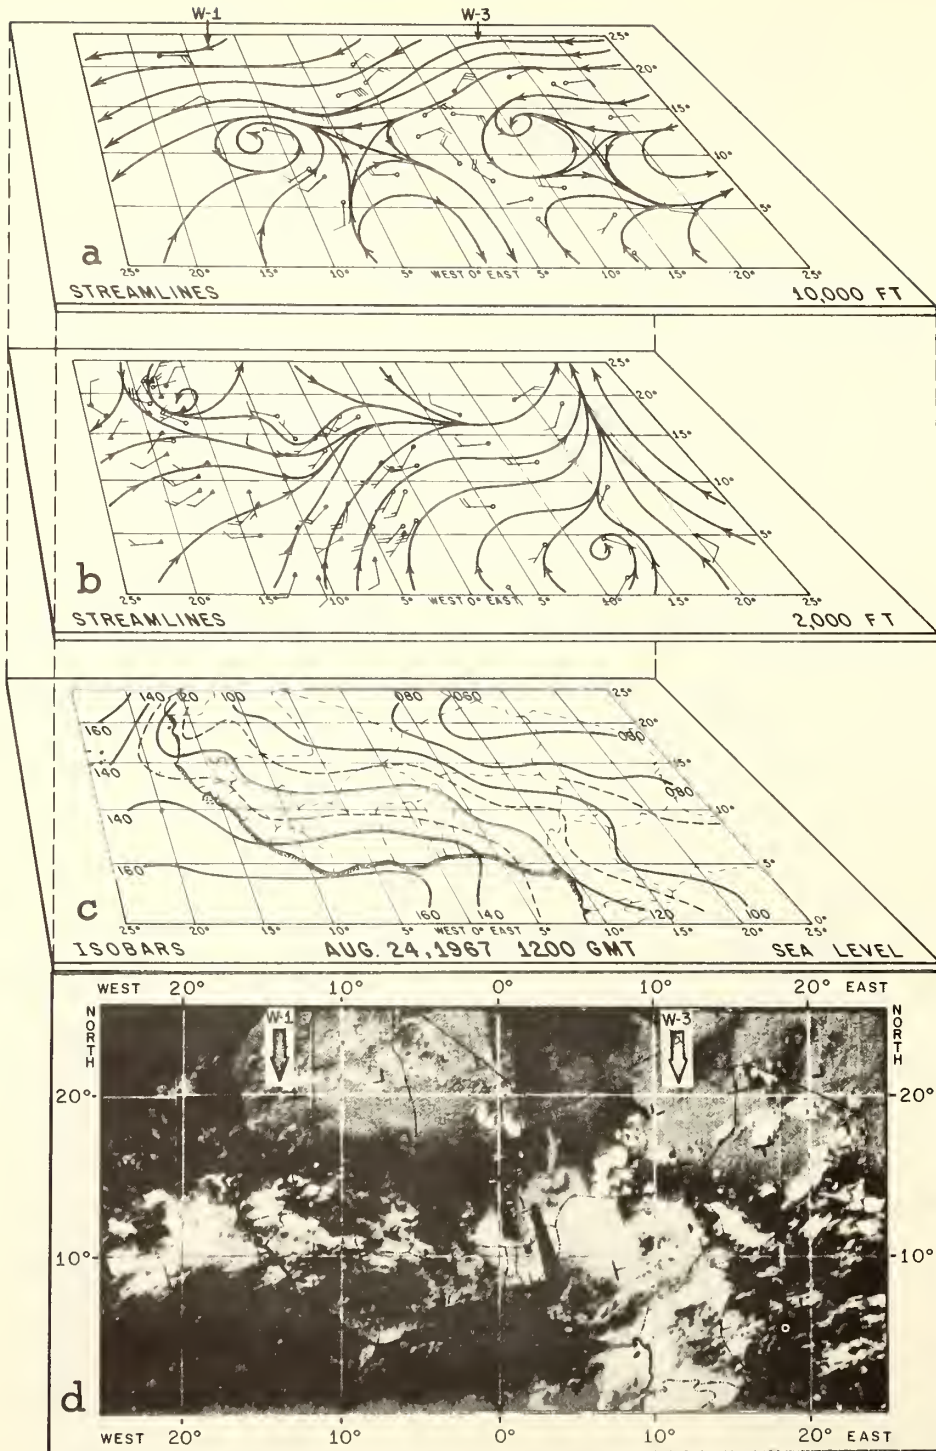 W-1 W-3
25°
20°
15°
10°
5°
a
25° 20° 15° 10° 5° WEST 0° EAST 5° 10° 15° 20° 25°
STREAMLINES 10,000 FT
25°
20°
15°
10°
5°
b
25° 20° 15° 10° 5° WEST 0° EAST 5° 10° 15° 20° 25°
STREAMLINES 2,000 FT
140 120 100 080 060 25°
160 20°
080
140 15°
080
10°
140
5°
160
c 160 140 120 100 0°
25° 20° 15° 10° 5° WEST 0° EAST 5° 10° 15° 20° 25°
ISOBARS AUG. 24, 1967 1200 GMT SEA LEVEL
WEST 20° 10° 0° 10° 20° EAST
NORTH W-1 W-3 NORTH
20° 20°
10° 10°
d
WEST 20° 10° 0° 10° 20° EAST